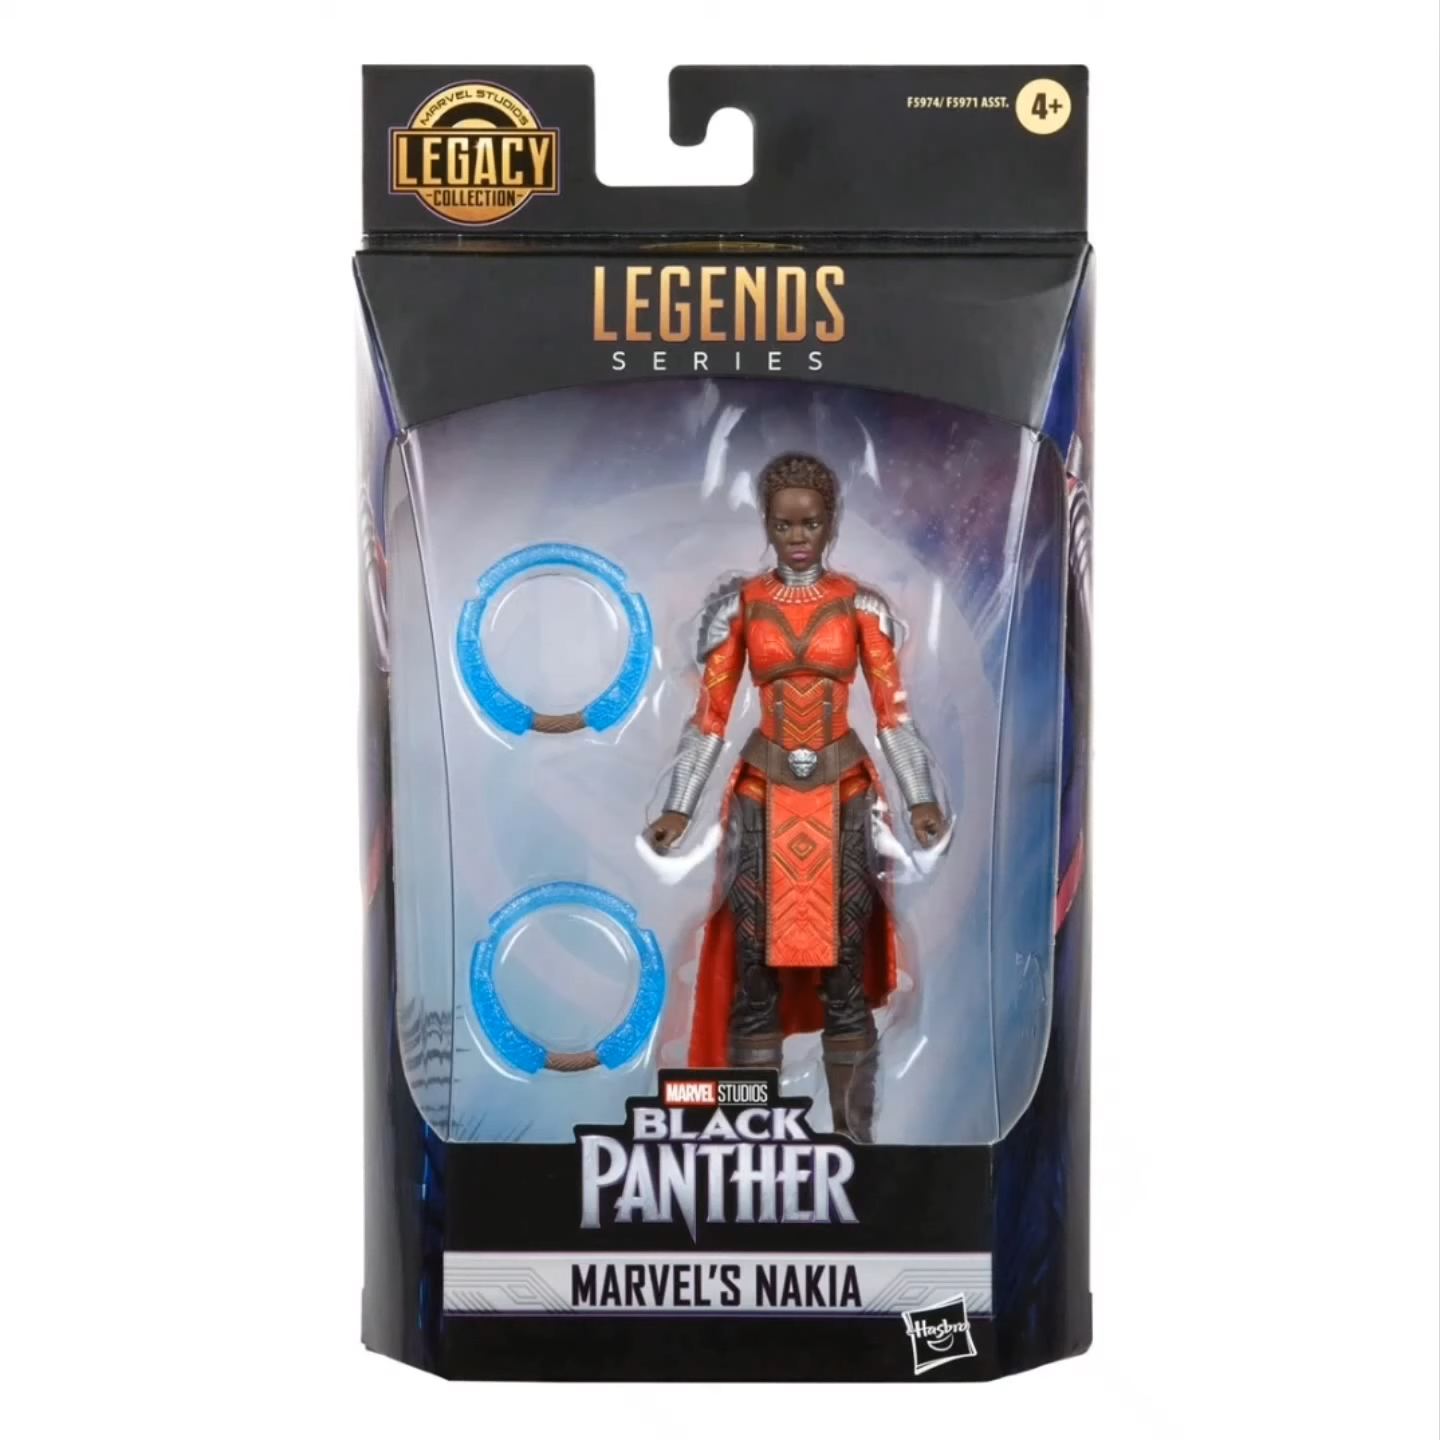 MARVEL STUDIOS
LEGACY
-COLLECTION-
F5974/ F5971 ASST.
4+
LEGENDS
SERIES
MARVEL STUDIOS
BLACK
PANTHER
MARVEL'S NAKIA
Hasbro